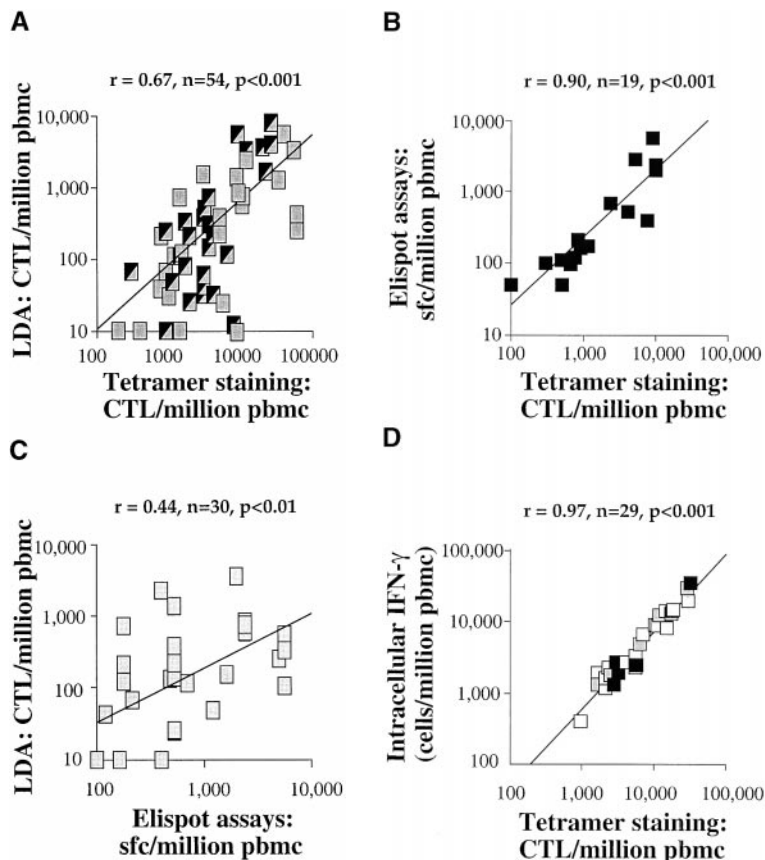 A
r = 0.67, n=54, p<0.001
LDA: CTL/million pbmc
10,000
1,000
100
10
100
1000
10000
100000
Tetramer staining:
CTL/million pbmc
B
r = 0.90, n=19, p<0.001
Elispot assays:
sfc/million pbmc
10,000
1,000
100
10
100
1,000
10,000
100,000
Tetramer staining:
CTL/million pbmc
C
r = 0.44, n=30, p<0.01
LDA: CTL/million pbmc
10,000
1,000
100
10
100
1,000
10,000
Elispot assays:
sfc/million pbmc
D
r = 0.97, n=29, p<0.001
Intracellular IFN-γ
(cells/million pbmc)
100,000
10,000
1,000
100
100
1,000
10,000
100,000
Tetramer staining:
CTL/million pbmc